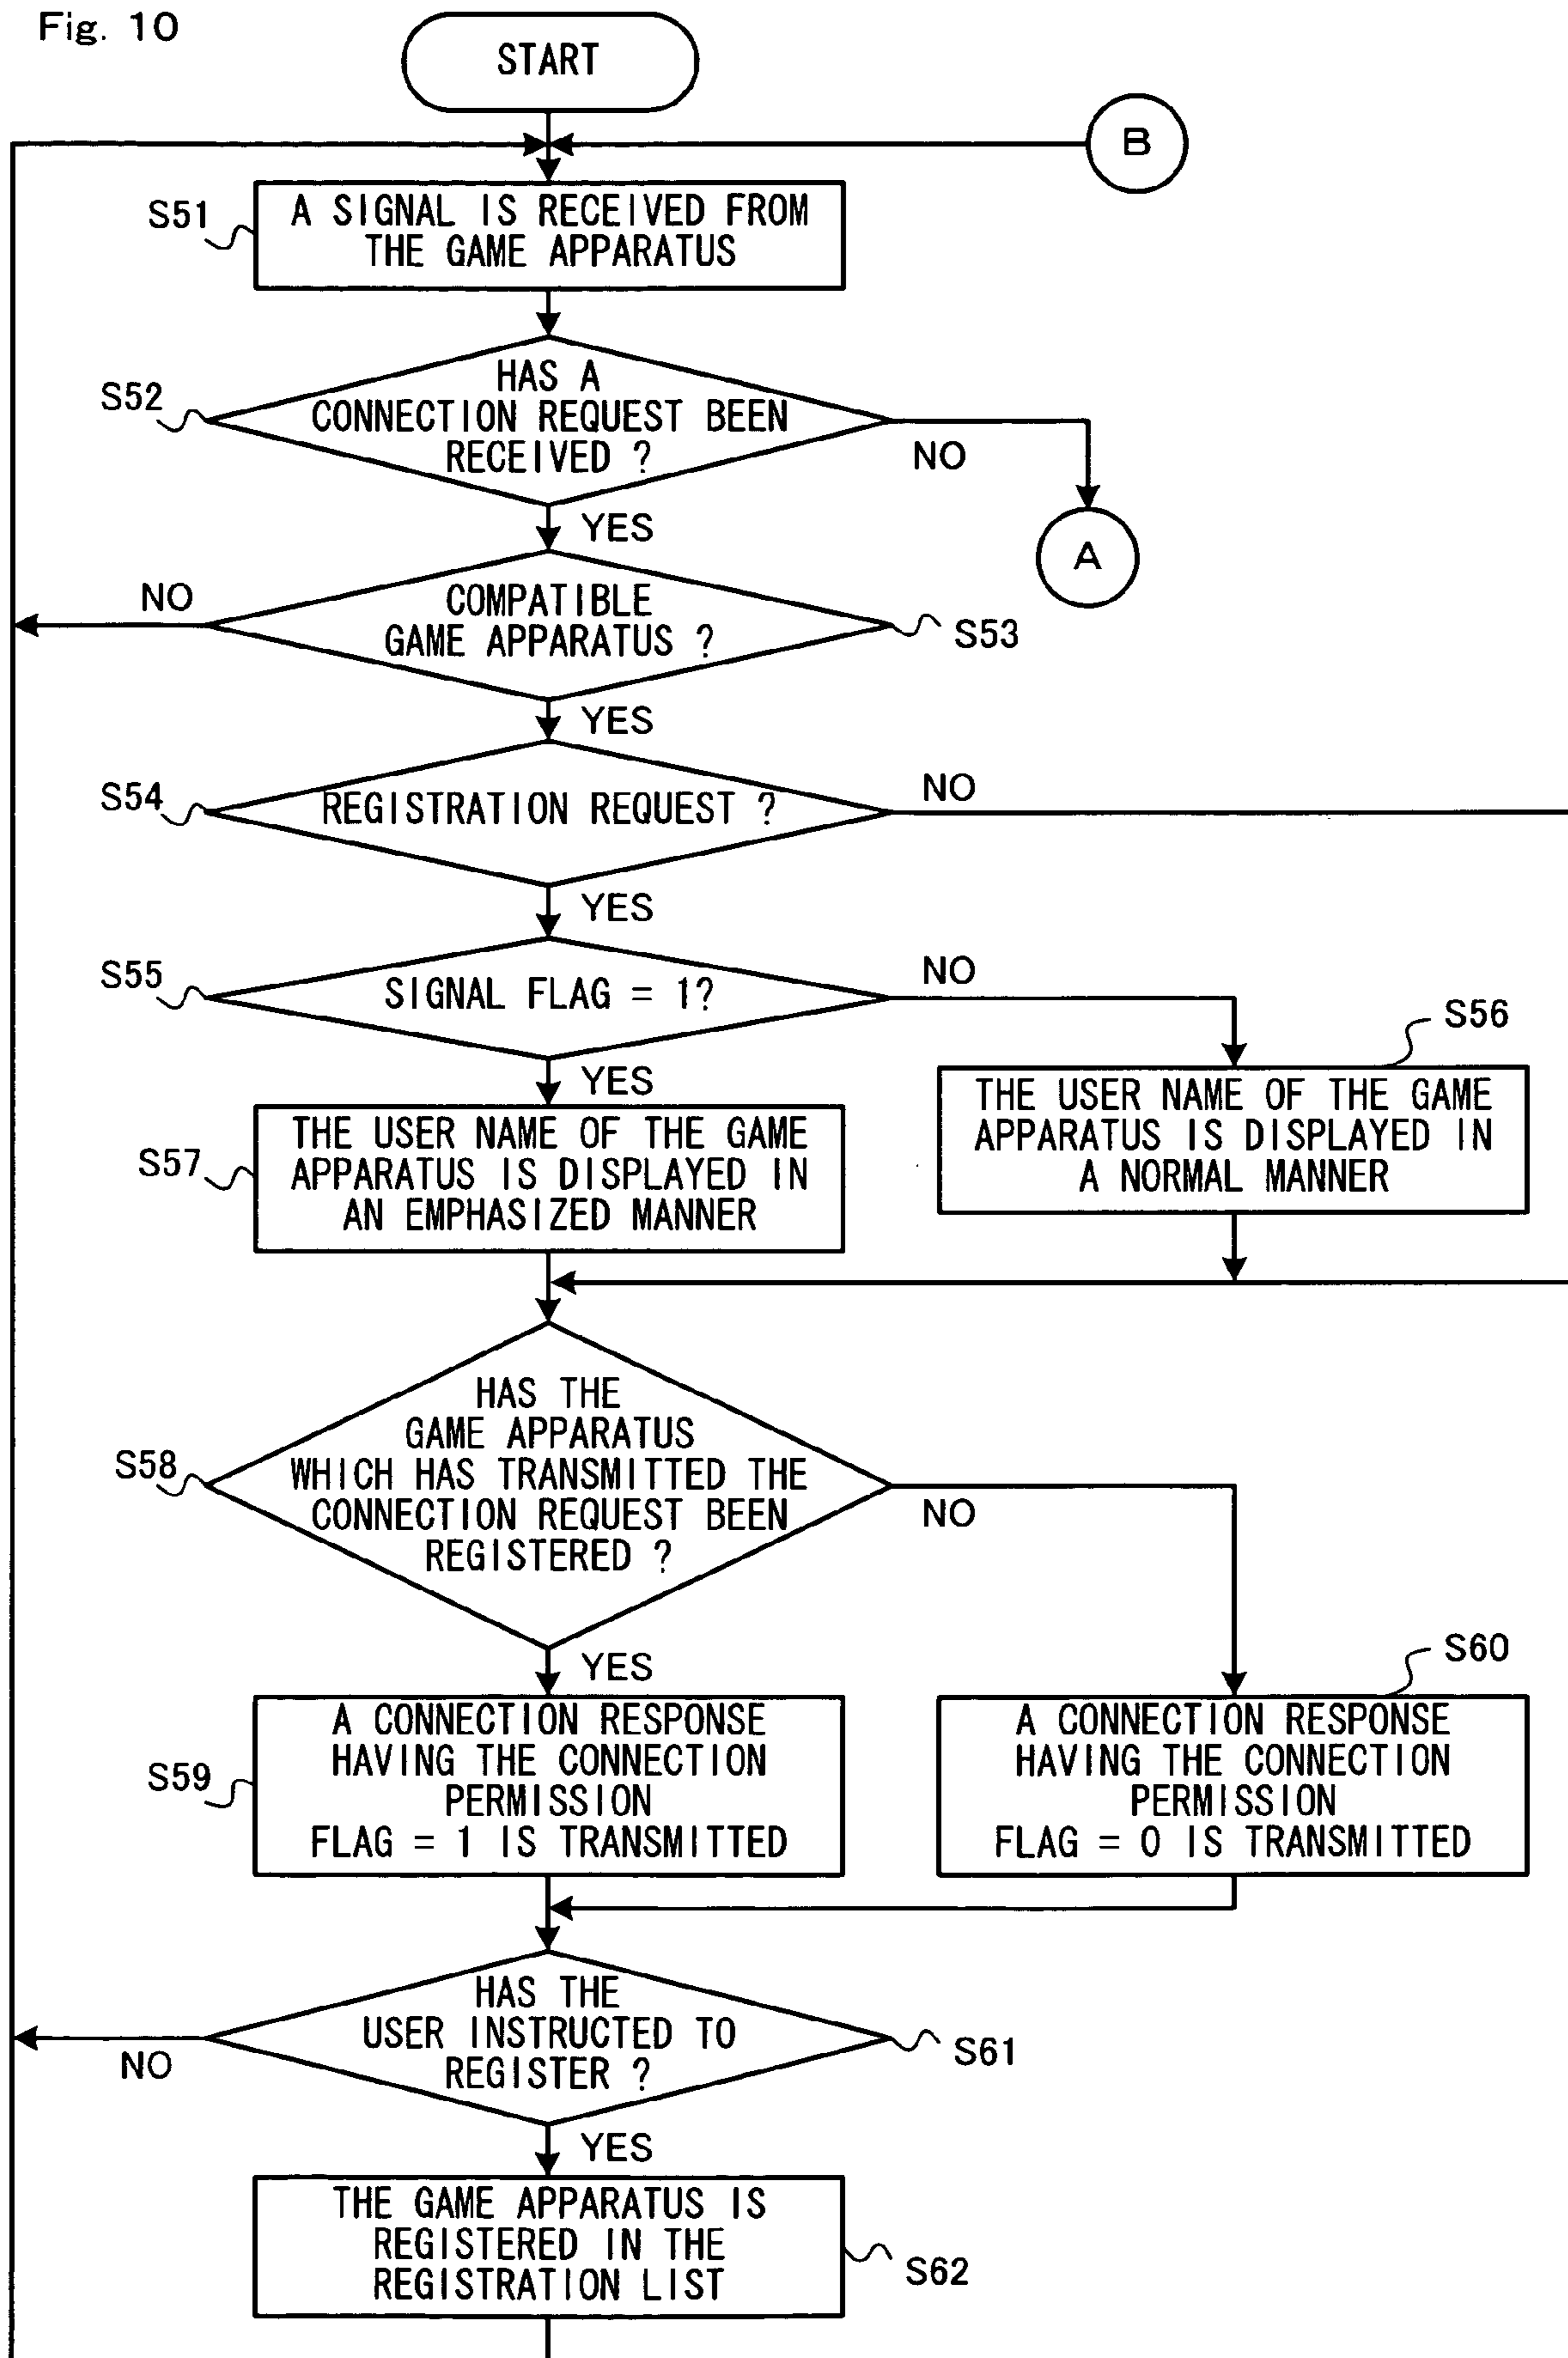 Fig. 10
START
B
S51
A SIGNAL IS RECEIVED FROM
THE GAME APPARATUS
S52
HAS A
CONNECTION REQUEST BEEN
RECEIVED ?
NO
A
YES
NO
COMPATIBLE
GAME APPARATUS ?
S53
YES
S54
REGISTRATION REQUEST ?
NO
YES
S55
SIGNAL FLAG = 1?
NO
YES
S56
THE USER NAME OF THE GAME
APPARATUS IS DISPLAYED IN
A NORMAL MANNER
S57
THE USER NAME OF THE GAME
APPARATUS IS DISPLAYED IN
AN EMPHASIZED MANNER
S58
HAS THE
GAME APPARATUS
WHICH HAS TRANSMITTED THE
CONNECTION REQUEST BEEN
REGISTERED ?
NO
YES
S59
A CONNECTION RESPONSE
HAVING THE CONNECTION
PERMISSION
FLAG = 1 IS TRANSMITTED
S60
A CONNECTION RESPONSE
HAVING THE CONNECTION
PERMISSION
FLAG = 0 IS TRANSMITTED
HAS THE
USER INSTRUCTED TO
REGISTER ?
S61
NO
YES
THE GAME APPARATUS IS
REGISTERED IN THE
REGISTRATION LIST
S62